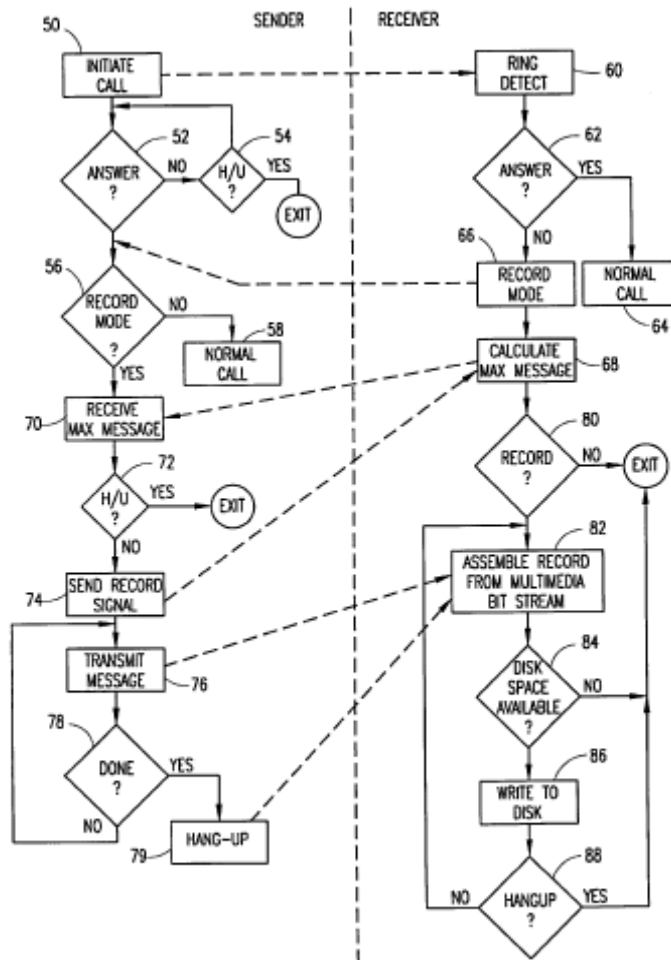 SENDER
RECEIVER
50
INITIATE
CALL
52
ANSWER
?
NO
54
H/U
?
YES
EXIT
56
RECORD
MODE
?
NO
58
NORMAL
CALL
YES
70
RECEIVE
MAX MESSAGE
72
H/U
?
YES
EXIT
NO
74
SEND RECORD
SIGNAL
TRANSMIT
MESSAGE
76
78
DONE
?
YES
NO
79
HANG-UP
RING
DETECT
60
62
ANSWER
?
YES
NO
66
RECORD
MODE
NORMAL
CALL
64
CALCULATE
MAX MESSAGE
68
80
RECORD
?
NO
EXIT
82
ASSEMBLE RECORD
FROM MULTIMEDIA
BIT STREAM
84
DISK
SPACE
AVAILABLE
?
NO
86
WRITE TO
DISK
88
HANGUP
?
NO
YES